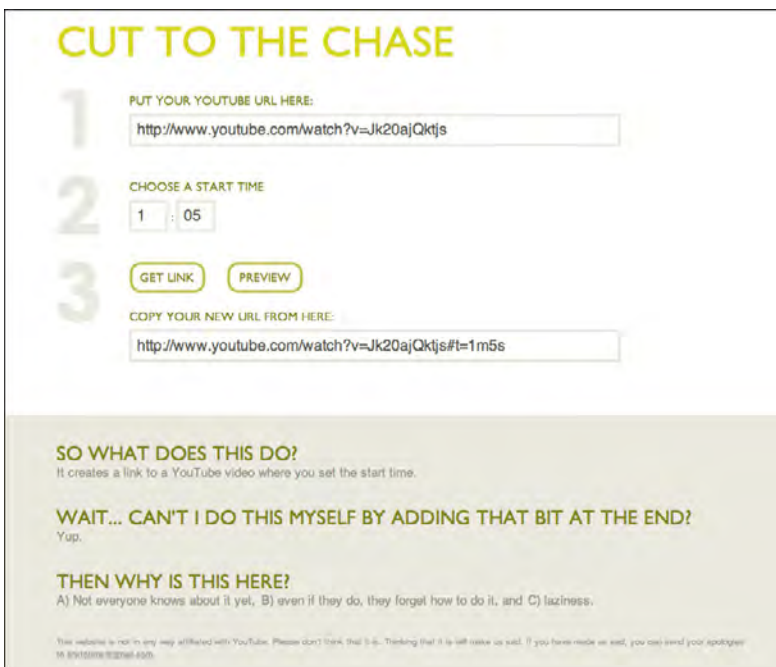 CUT TO THE CHASE
1
PUT YOUR YOUTUBE URL HERE:
http://www.youtube.com/watch?v=Jk20ajQktjs
2
CHOOSE A START TIME
1 : 05
3
GET LINK PREVIEW
COPY YOUR NEW URL FROM HERE:
http://www.youtube.com/watch?v=Jk20ajQktjs#t=1m5s
SO WHAT DOES THIS DO?
It creates a link to a YouTube video where you set the start time.
WAIT... CAN'T I DO THIS MYSELF BY ADDING THAT BIT AT THE END?
Yup.
THEN WHY IS THIS HERE?
A) Not everyone knows about it yet, B) even if they do, they forget how to do it, and C) laziness.
This website is not in any way affiliated with YouTube. Please don't think that it is. Thinking that it is will make us sad. If you have made us sad, you can send your apologies
to